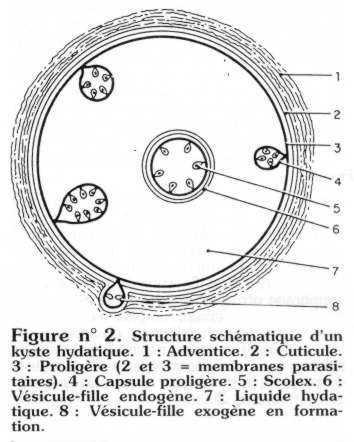 1
2
3
4
5
6
7
8
Figure n° 2. Structure schématique d'un
kyste hydatique. 1 : Adventice. 2 : Cuticule.
3 : Proligère (2 et 3 = membranes parasi-
taires). 4 : Capsule proligère. 5 : Scolex. 6 :
Vésicule-fille endogène. 7 : Liquide hyda-
tique. 8 : Vésicule-fille exogène en forma-
tion.